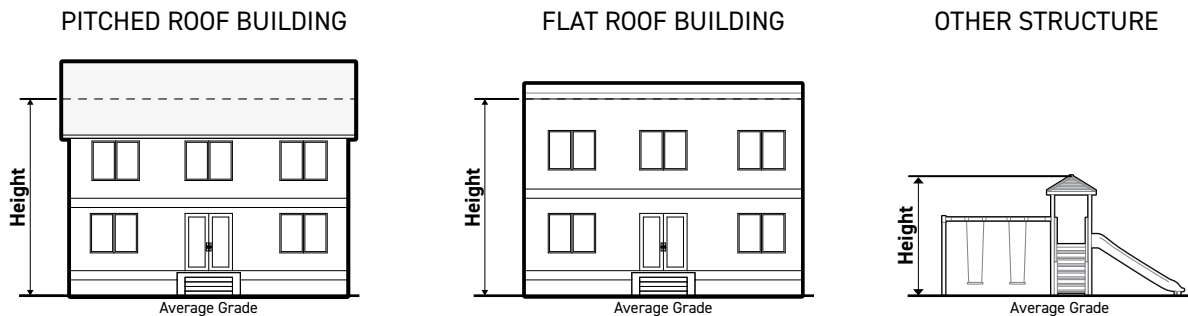 PITCHED ROOF BUILDING
FLAT ROOF BUILDING
OTHER STRUCTURE
Height
Height
Height
Average Grade
Average Grade
Average Grade